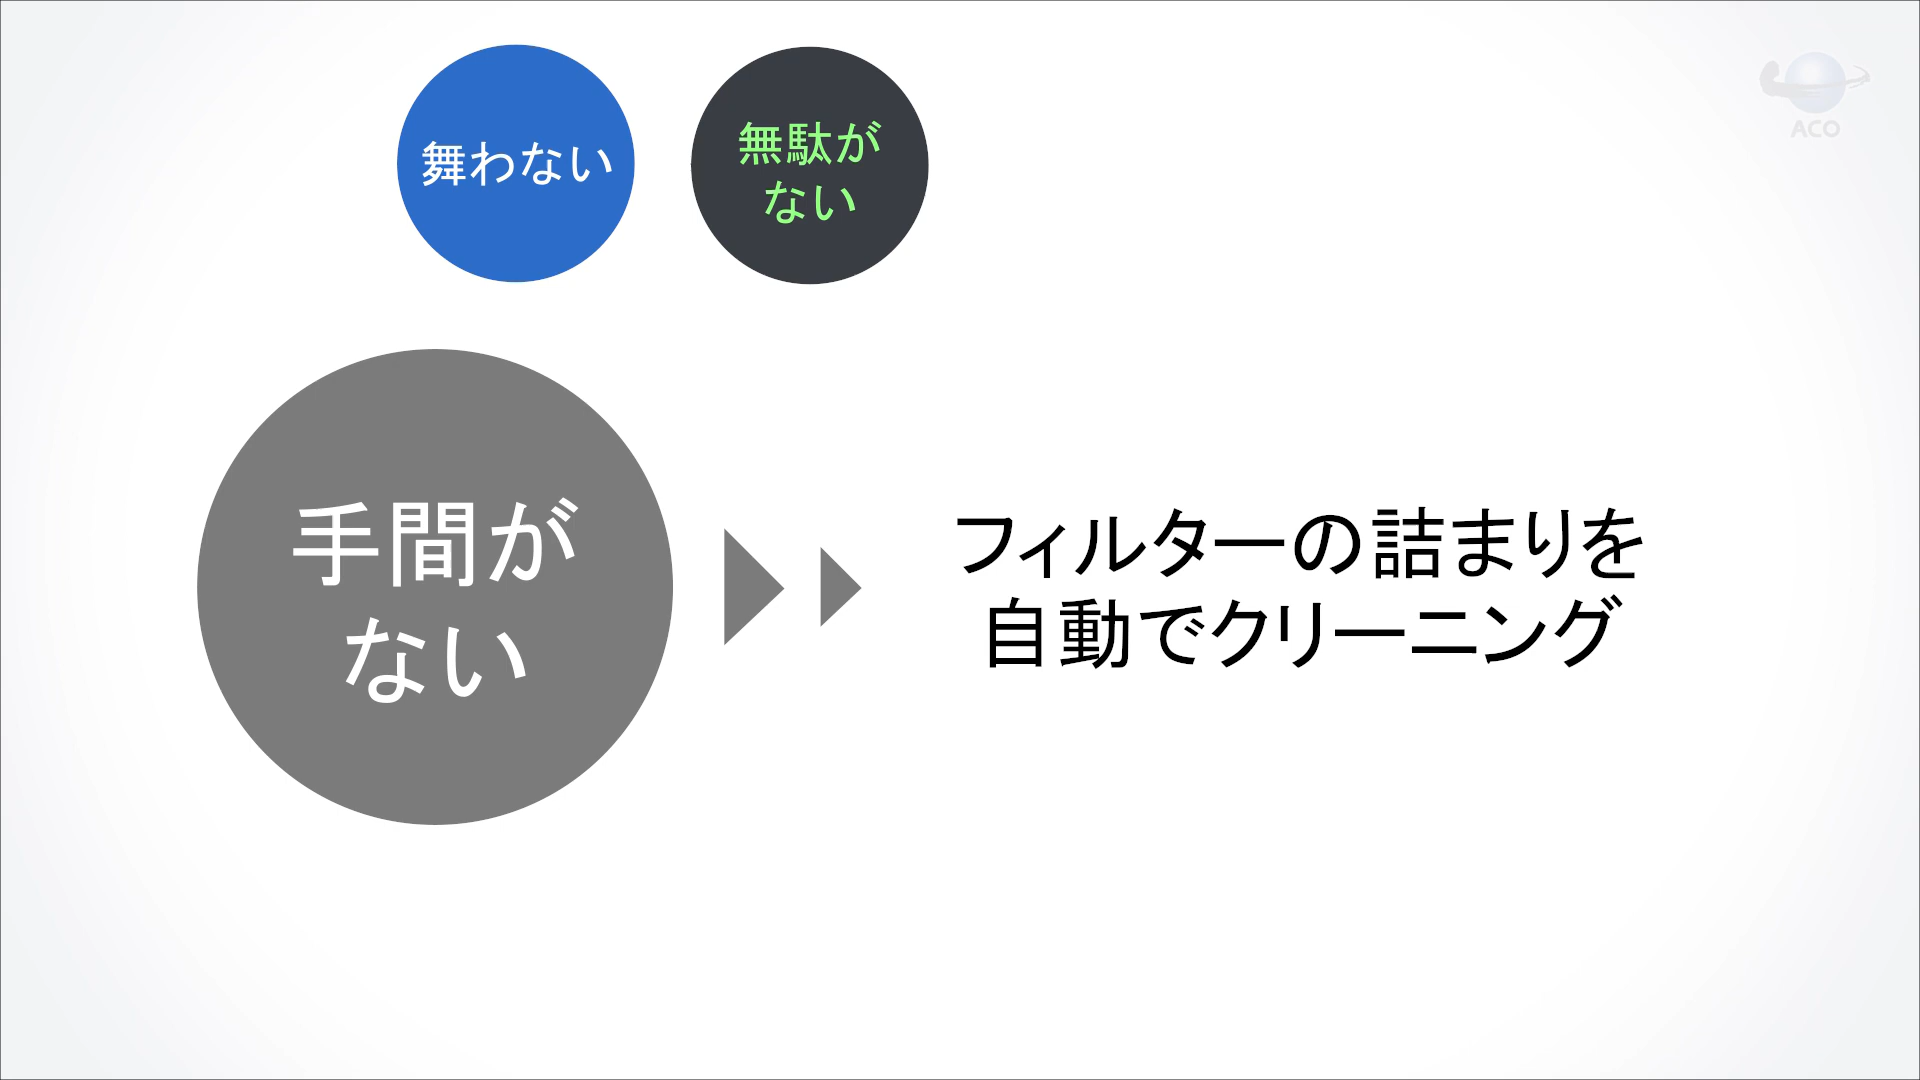 舞わない
無駄が
ない
ACO
手間が
ない
フィルターの詰まりを
自動でクリーニング